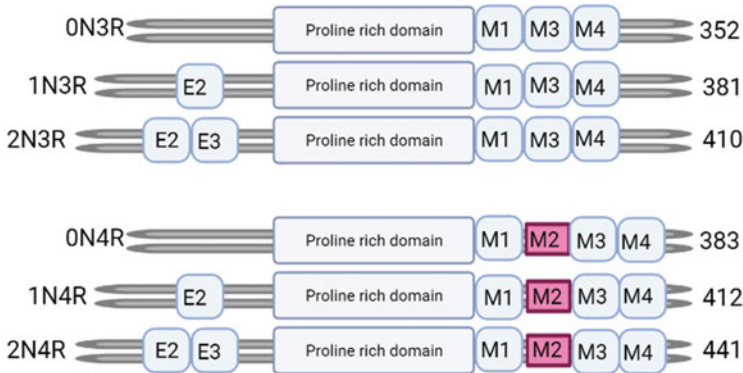 0N3R Proline rich domain M1 M3 M4 352
1N3R E2 Proline rich domain M1 M3 M4 381
2N3R E2 E3 Proline rich domain M1 M3 M4 410
0N4R Proline rich domain M1 M2 M3 M4 383
1N4R E2 Proline rich domain M1 M2 M3 M4 412
2N4R E2 E3 Proline rich domain M1 M2 M3 M4 441